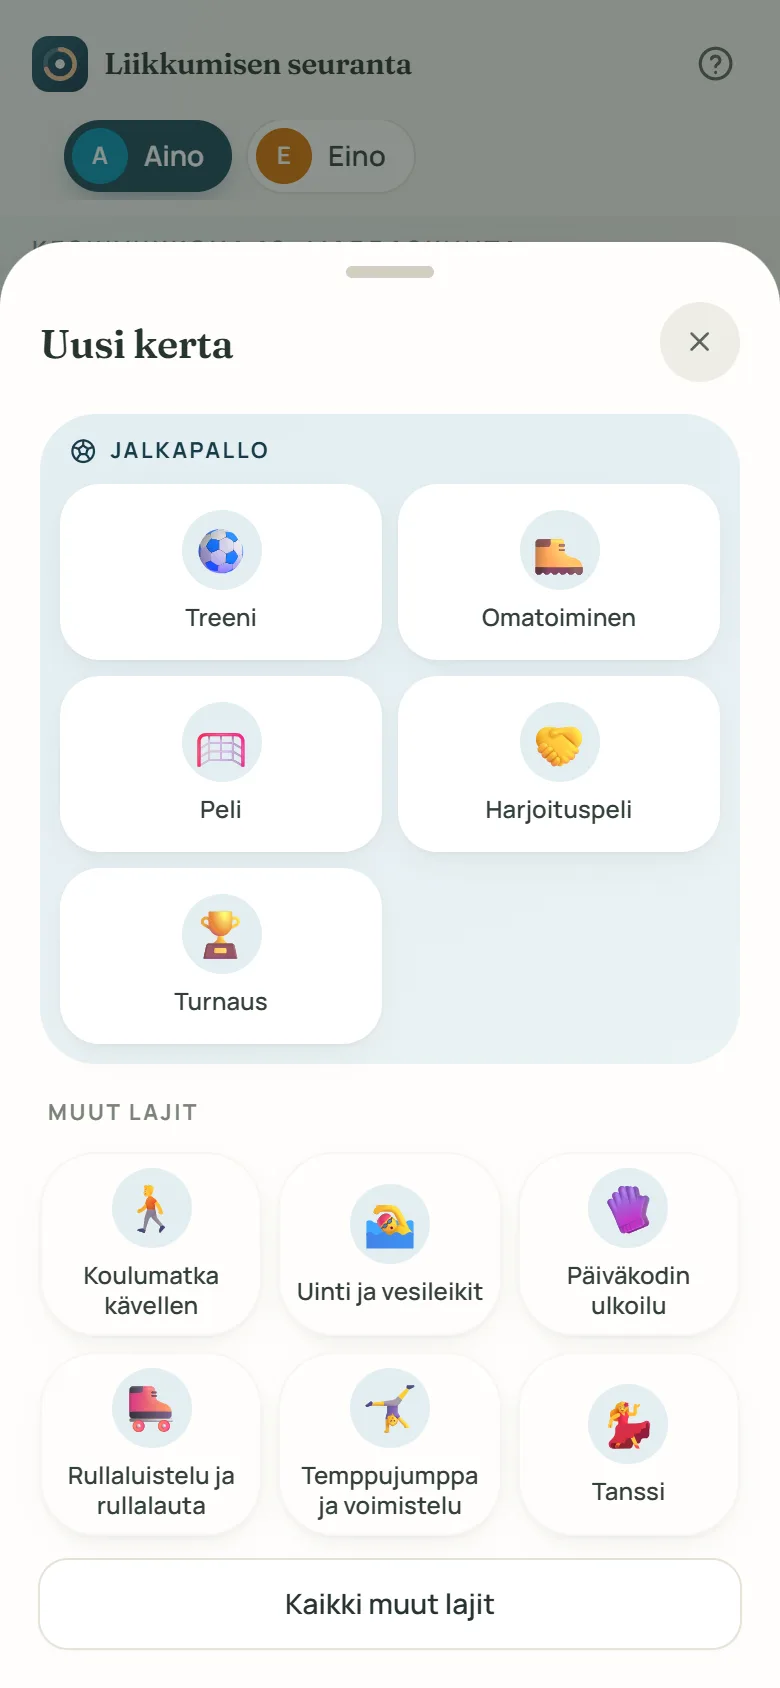 Liikkumisen seuranta
A Aino
E Eino
Uusi kerta
JALKAPALLO
Treeni
Omatoiminen
Peli
Harjoituspeli
Turnaus
MUUT LAJIT
Koulumatka
kävellen
Uinti ja vesileikit
Päiväkodin
ulkoilu
Rullaluistelu ja
rullalauta
Temppujumppa
ja voimistelu
Tanssi
Kaikki muut lajit